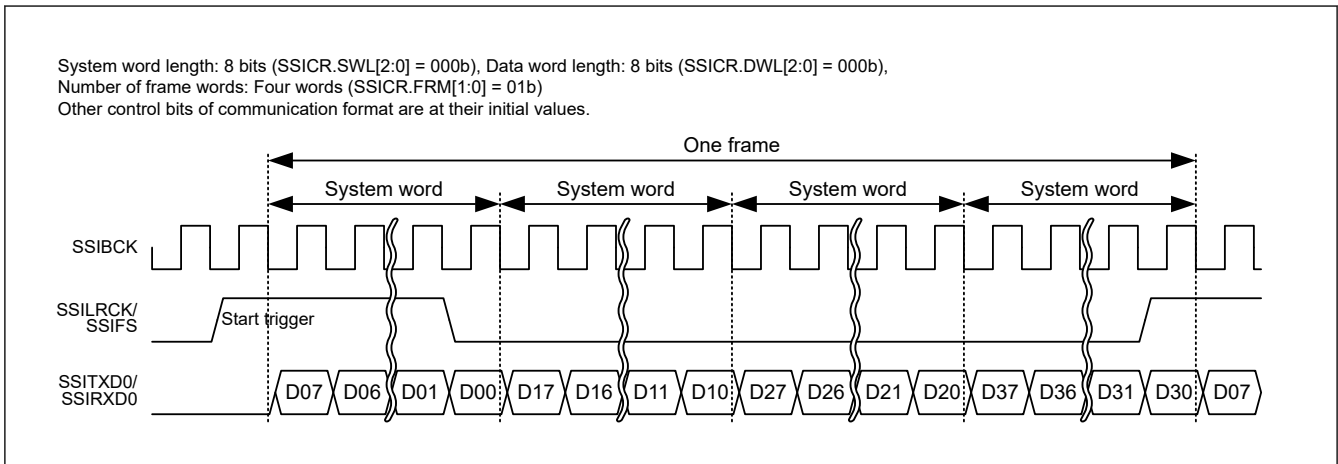 System word length: 8 bits (SSICR.SWL[2:0] = 000b), Data word length: 8 bits (SSICR.DWL[2:0] = 000b),
Number of frame words: Four words (SSICR.FRM[1:0] = 01b)
Other control bits of communication format are at their initial values.
One frame
System word System word System word System word
SSIBCK
SSILRCK/
SSIFS
Start trigger
SSITXD0/
SSIRXD0
D07 D06 D01 D00 D17 D16 D11 D10 D27 D26 D21 D20 D37 D36 D31 D30 D07